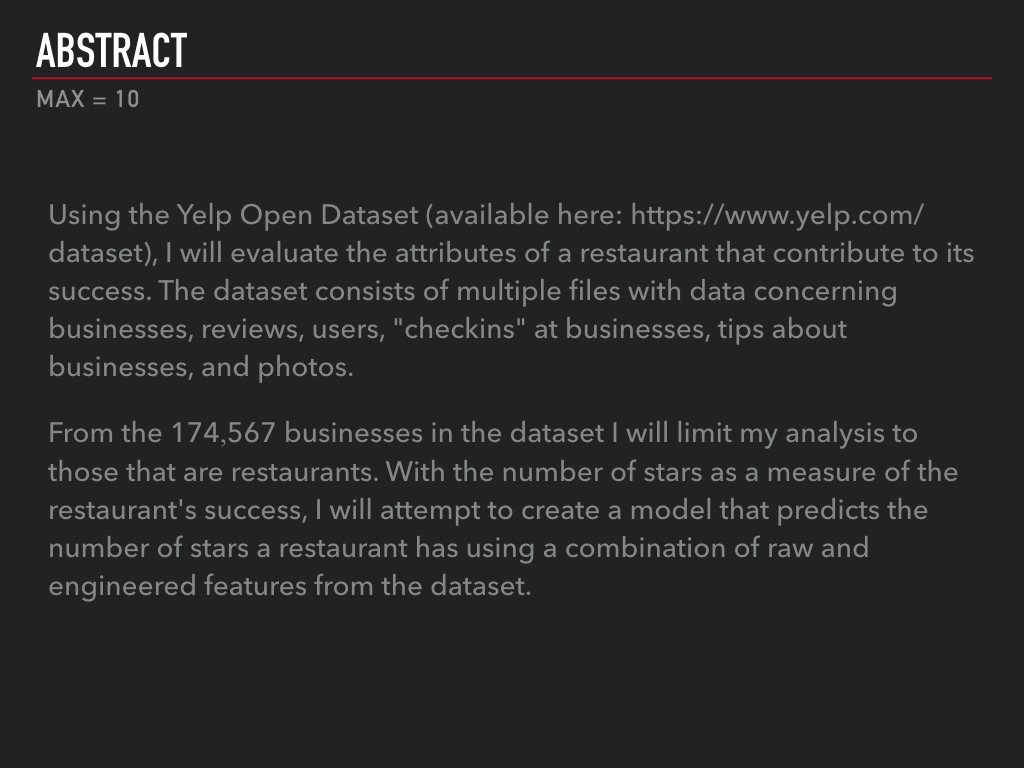 ABSTRACT
MAX = 10
Using the Yelp Open Dataset (available here: https://www.yelp.com/
dataset), I will evaluate the attributes of a restaurant that contribute to its
success. The dataset consists of multiple files with data concerning
businesses, reviews, users, "checkins" at businesses, tips about
businesses, and photos.
From the 174,567 businesses in the dataset I will limit my analysis to
those that are restaurants. With the number of stars as a measure of the
restaurant's success, I will attempt to create a model that predicts the
number of stars a restaurant has using a combination of raw and
engineered features from the dataset.